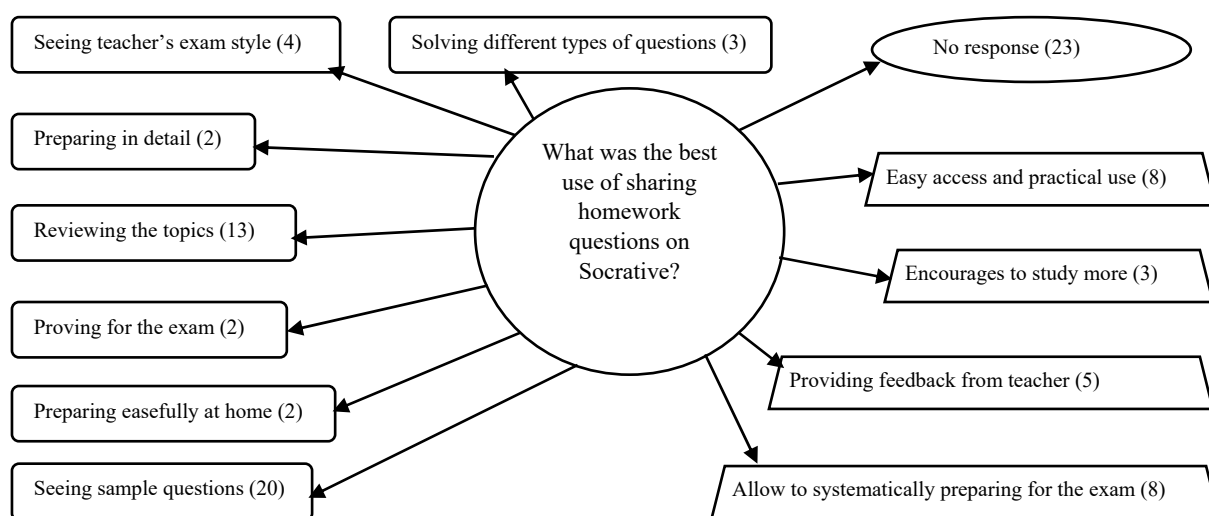 Seeing teacher’s exam style (4)
Solving different types of questions (3)
No response (23)
Preparing in detail (2)
What was the best
use of sharing
homework
questions on
Socrative?
Easy access and practical use (8)
Reviewing the topics (13)
Encourages to study more (3)
Proving for the exam (2)
Providing feedback from teacher (5)
Preparing easefully at home (2)
Seeing sample questions (20)
Allow to systematically preparing for the exam (8)